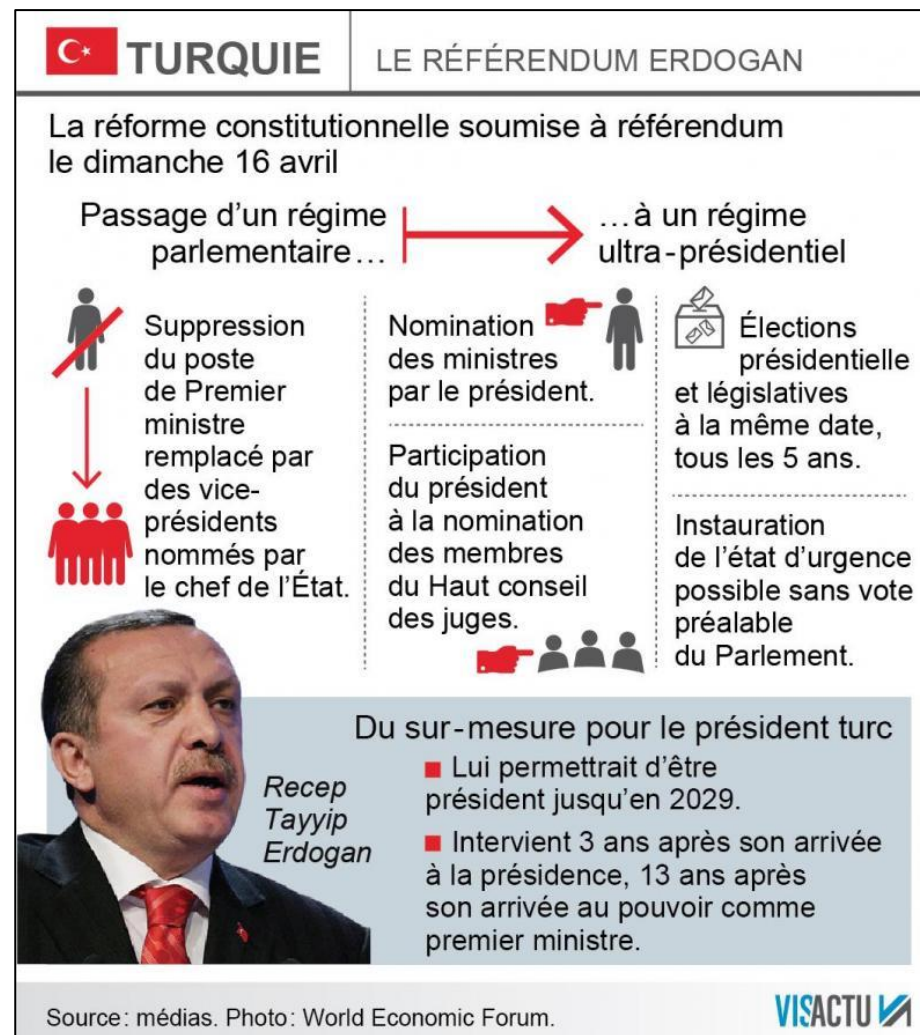 TURQUIE
LE RÉFÉRENDUM ERDOGAN
La réforme constitutionnelle soumise à référendum
le dimanche 16 avril
Passage d'un régime
parlementaire…
…à un régime
ultra-présidentiel
Suppression
du poste
de Premier
ministre
remplacé par
des vice-
présidents
nommés par
le chef de l'État.
Nomination
des ministres
par le président.
Participation
du président
à la nomination
des membres
du Haut conseil
des juges.
Élections
présidentielle
et législatives
à la même date,
tous les 5 ans.
Instauration
de l'état d'urgence
possible sans vote
préalable
du Parlement.
Du sur-mesure pour le président turc
Recep
Tayyip
Erdogan
Lui permettrait d'être
président jusqu'en 2029.
Intervient 3 ans après son arrivée
à la présidence, 13 ans après
son arrivée au pouvoir comme
premier ministre.
Source : médias. Photo : World Economic Forum.
VISACTU